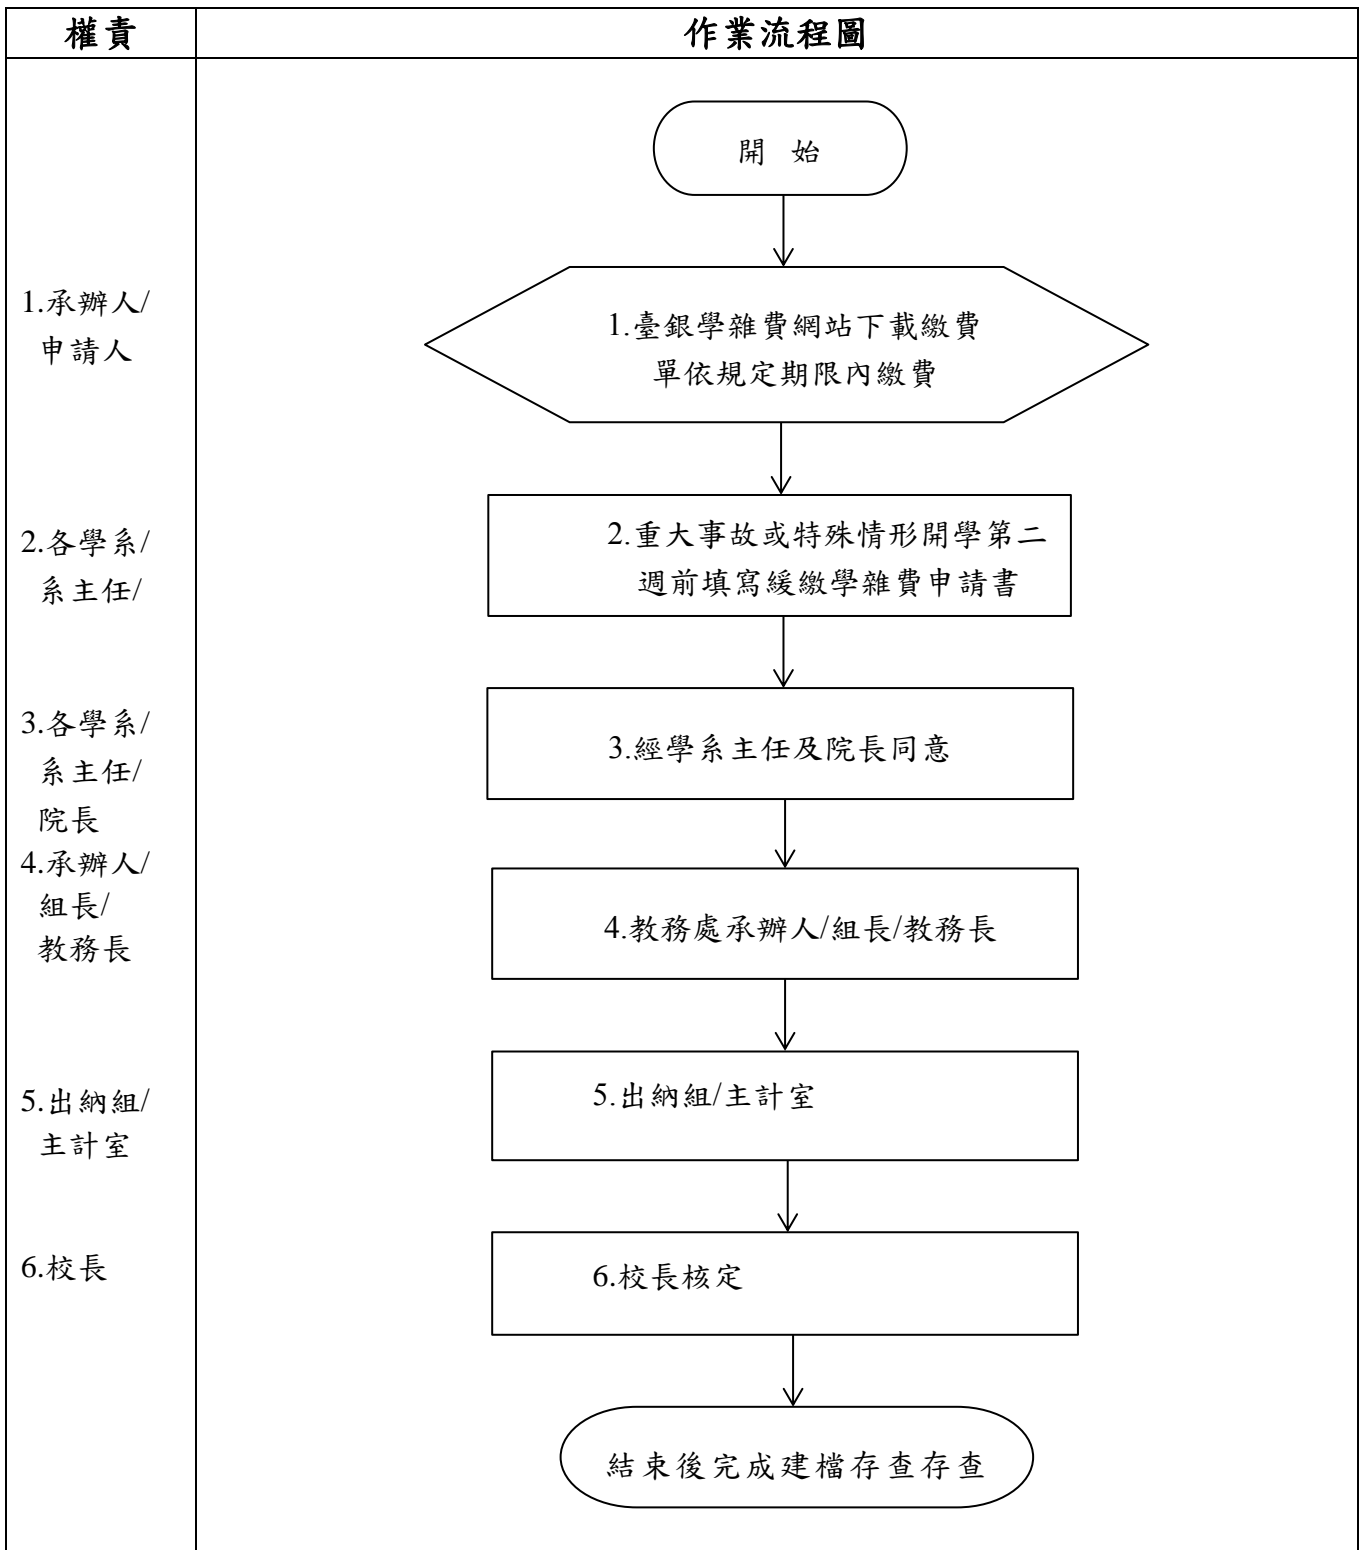 權責
作業流程圖
開 始
1.承辦人/
申請人
1.臺銀學雜費網站下載繳費
單依規定期限內繳費
2.各學系/
系主任/
2.重大事故或特殊情形開學第二
週前填寫緩繳學雜費申請書
3.各學系/
系主任/
院長
3.經學系主任及院長同意
4.承辦人/
組長/
教務長
4.教務處承辦人/組長/教務長
5.出納組/
主計室
5.出納組/主計室
6.校長
6.校長核定
結束後完成建檔存查存查